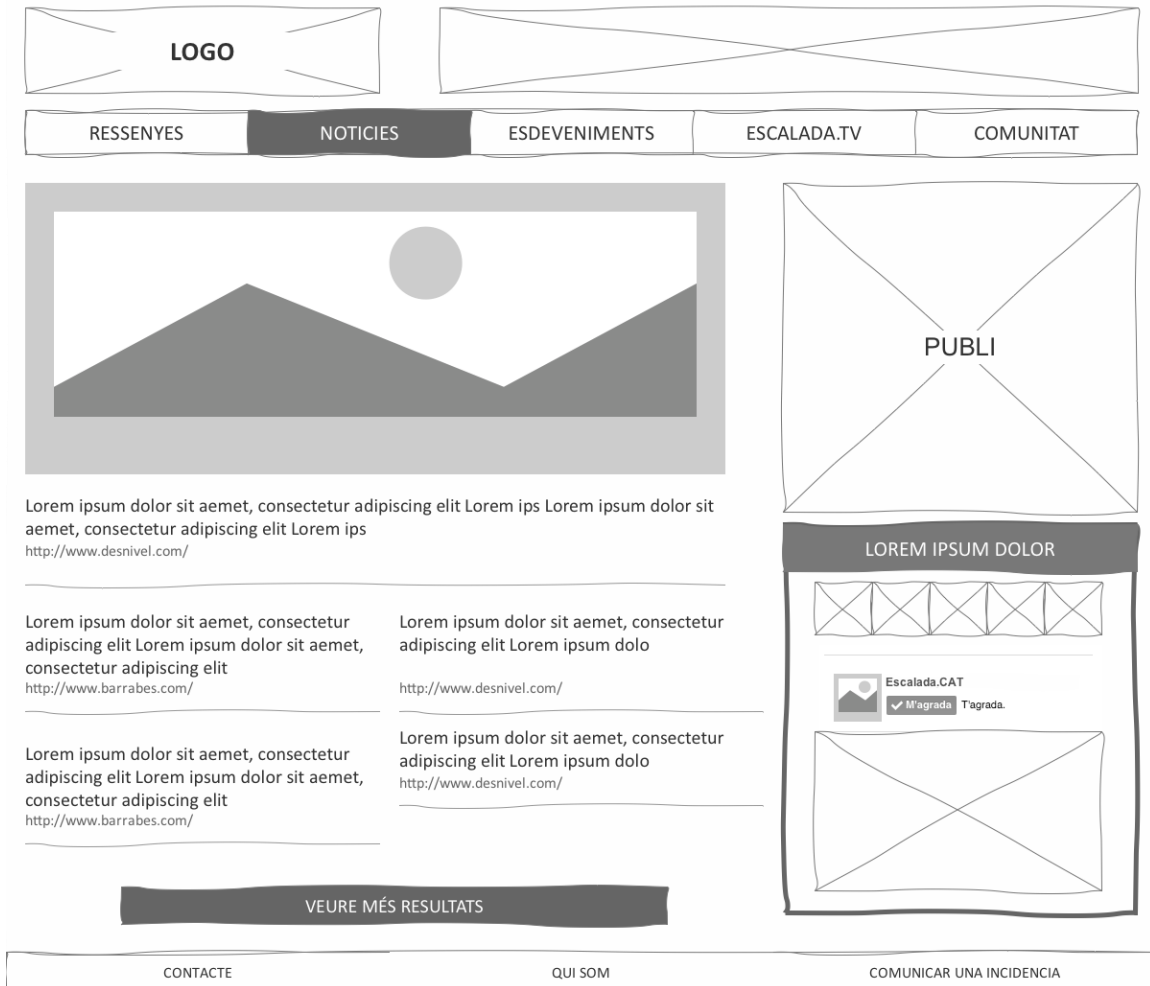 LOGO
RESSENYES
NOTICIES
ESDEVENIMENTS
ESCALADA.TV
COMUNITAT
PUBLI
Lorem ipsum dolor sit aemet, consectetur adipiscing elit Lorem ips Lorem ipsum dolor sit
aemet, consectetur adipiscing elit Lorem ips
http://www.desnivel.com/
Lorem ipsum dolor sit aemet, consectetur
adipiscing elit Lorem ipsum dolor sit aemet,
consectetur adipiscing elit
http://www.barrabes.com/
Lorem ipsum dolor sit aemet, consectetur
adipiscing elit Lorem ipsum dolo
http://www.desnivel.com/
Lorem ipsum dolor sit aemet, consectetur
adipiscing elit Lorem ipsum dolor sit aemet,
consectetur adipiscing elit
http://www.barrabes.com/
Lorem ipsum dolor sit aemet, consectetur
adipiscing elit Lorem ipsum dolo
http://www.desnivel.com/
VEURE MÉS RESULTATS
LOREM IPSUM DOLOR
Escalada.CAT
M'agrada T'agrada.
CONTACTE
QUI SOM
COMUNICAR UNA INCIDENCIA